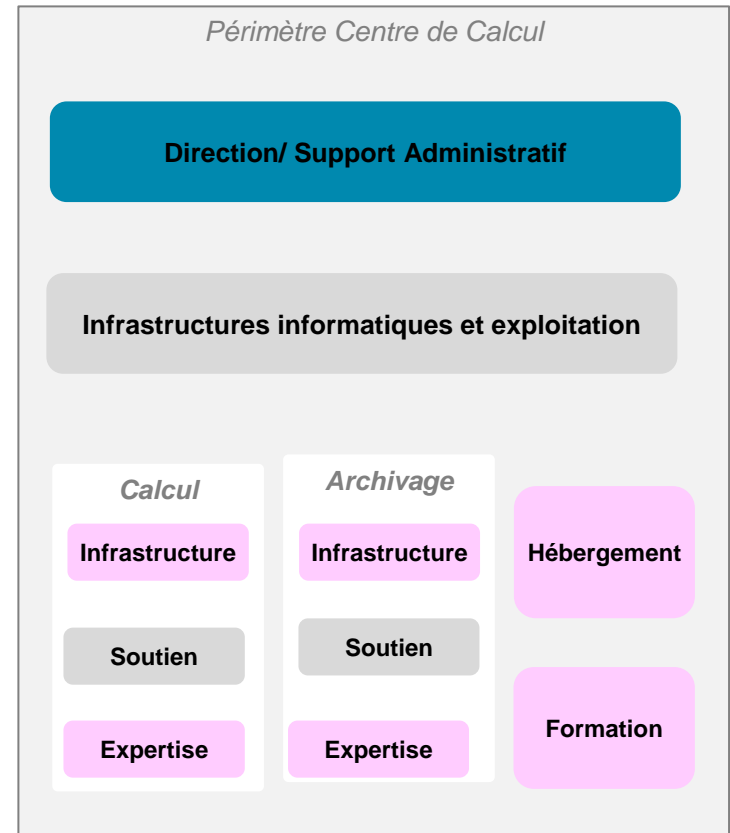 Périmètre Centre de Calcul
Direction/ Support Administratif
Infrastructures informatiques et exploitation
Calcul
Infrastructure
Soutien
Expertise
Archivage
Infrastructure
Soutien
Expertise
Hébergement
Formation